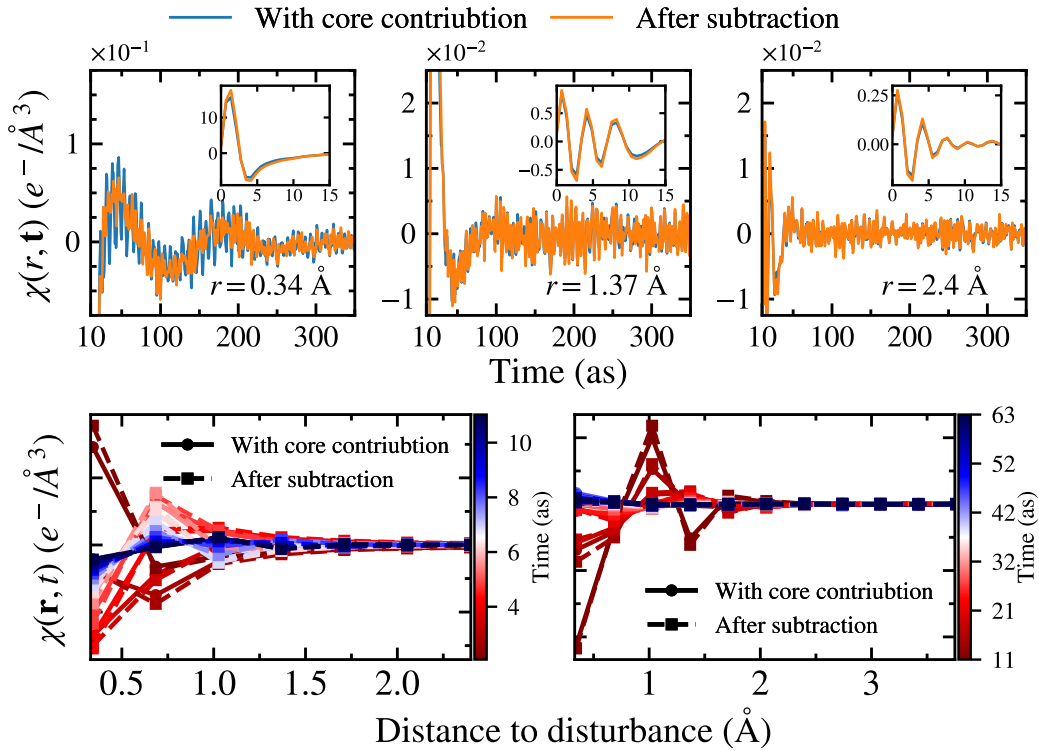 With core contriubtion After subtraction
×10⁻¹ ×10⁻² ×10⁻²
χ(r, t) (e⁻/Å³)
1
0
10 100 200 300
10
0
0 5 10 15
r = 0.34 Å
2
1
0
−1
10 100 200 300
0.5
0.0
−0.5
0 5 10 15
r = 1.37 Å
2
1
0
−1
10 100 200 300
0.25
0.00
0 5 10 15
r = 2.4 Å
Time (as)
χ(r, t) (e⁻/Å³)
With core contriubtion
After subtraction
0.5 1.0 1.5 2.0
10
8
6
4
Time (as)
With core contriubtion
After subtraction
1 2 3
63
53
42
32
21
11
Time (as)
Distance to disturbance (Å)